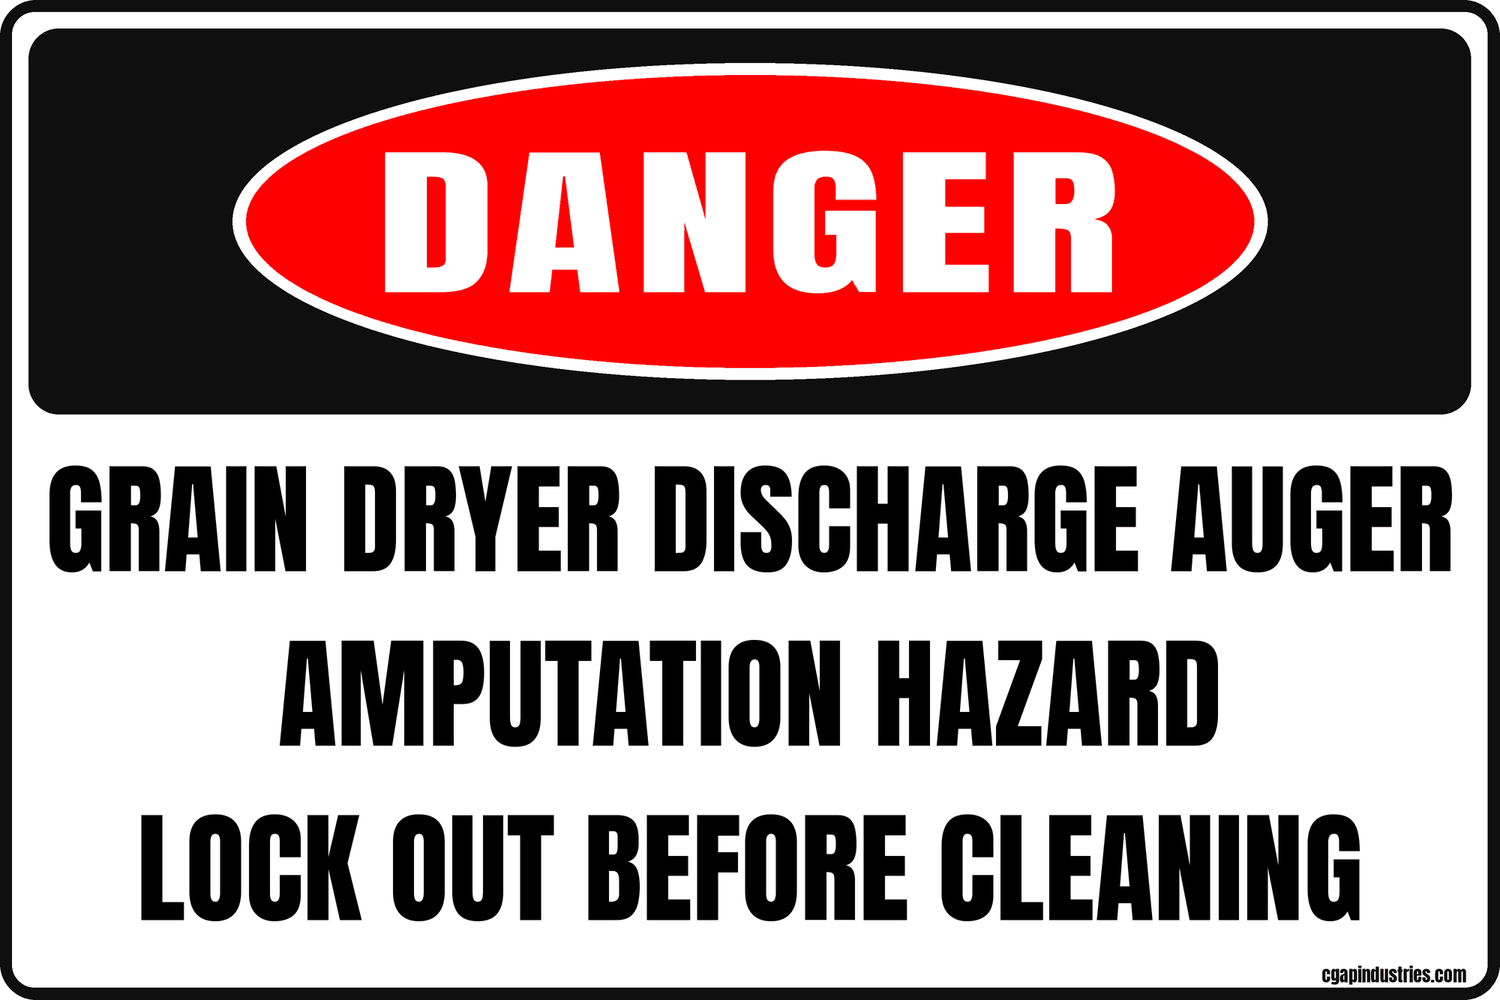 DANGER
GRAIN DRYER DISCHARGE AUGER
AMPUTATION HAZARD
LOCK OUT BEFORE CLEANING
cgapindustries.com